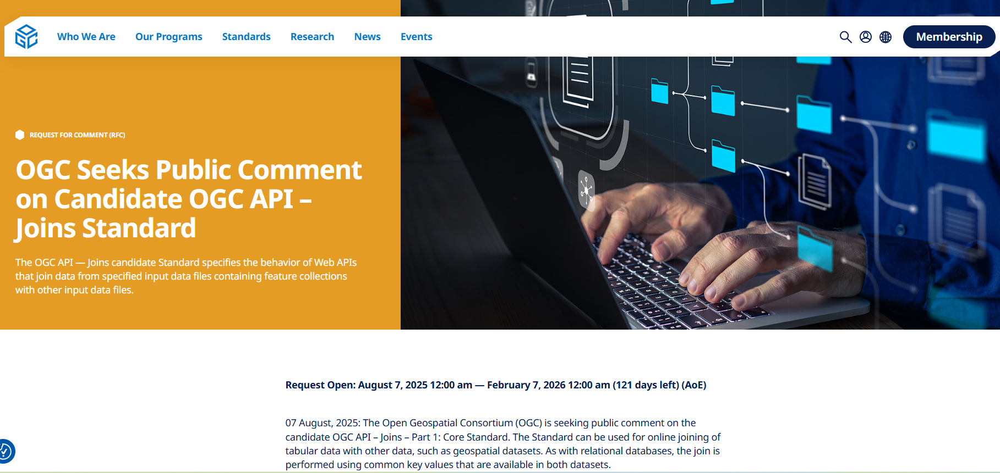 Who We Are
Our Programs
Standards
Research
News
Events
Membership
REQUEST FOR COMMENT (RFC)
OGC Seeks Public Comment
on Candidate OGC API –
Joins Standard
The OGC API — Joins candidate Standard specifies the behavior of Web APIs
that join data from specified input data files containing feature collections
with other input data files.
Request Open: August 7, 2025 12:00 am — February 7, 2026 12:00 am (121 days left) (AoE)
07 August, 2025: The Open Geospatial Consortium (OGC) is seeking public comment on the
candidate OGC API – Joins – Part 1: Core Standard. The Standard can be used for online joining of
tabular data with other data, such as geospatial datasets. As with relational databases, the join is
performed using common key values that are available in both datasets.